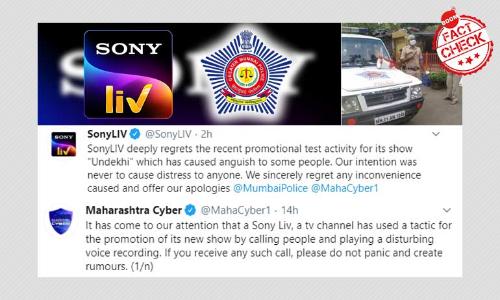 BOOM
FACT
CHECK
SONY
liv
SONY
liv
SonyLIV @SonyLIV · 2h
SonyLIV deeply regrets the recent promotional test activity for its show
"Undekhi" which has caused anguish to some people. Our intention was
never to cause distress to anyone. We sincerely regret any inconvenience
caused and offer our apologies @MumbaiPolice @MahaCyber1
Maharashtra Cyber @MahaCyber1 · 14h
It has come to our attention that a Sony Liv, a tv channel has used a tactic for
the promotion of its new show by calling people and playing a disturbing
voice recording. If you receive any such call, please do not panic and create
rumours. (1/n)